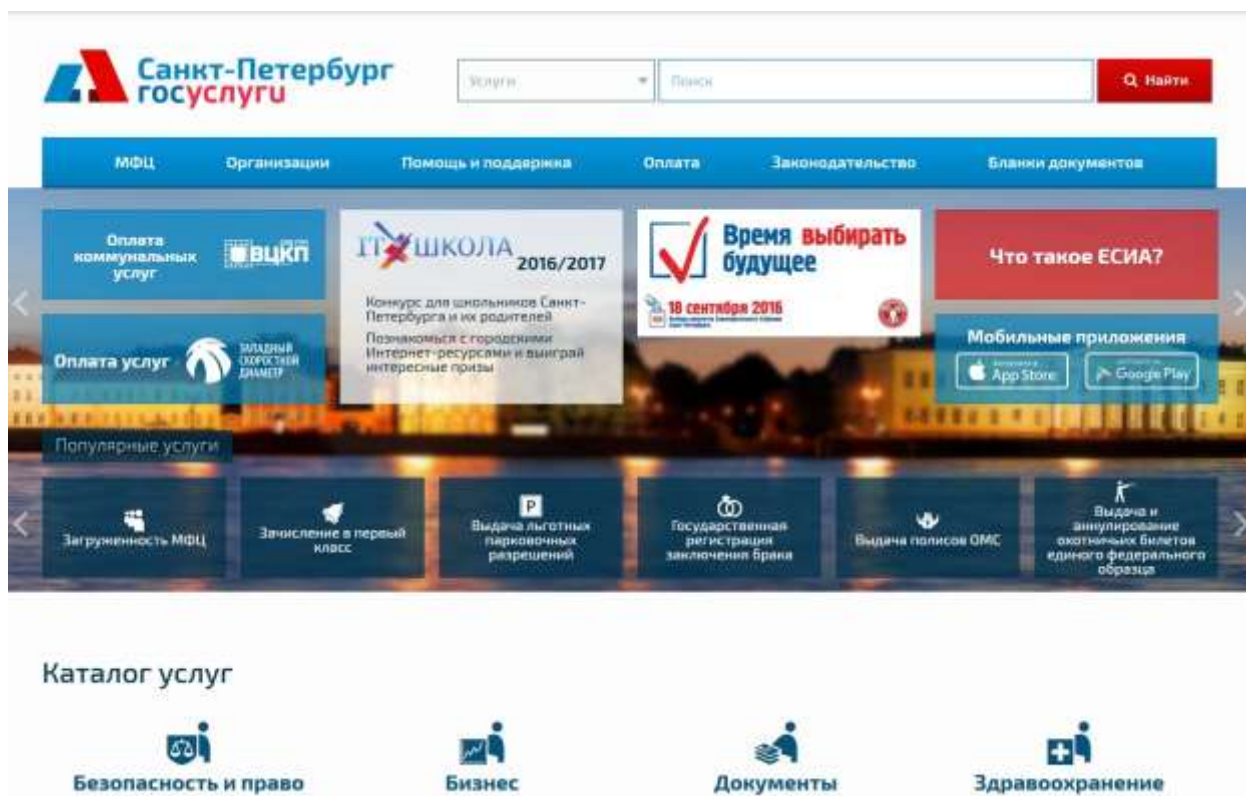 Санкт-Петербург
госуслуги
Услуги
Поиск
Найти
МФЦ
Организации
Помощь и поддержка
Оплата
Законодательство
Бланки документов
Оплата
коммунальных
услуг
ВЦКП
IT ШКОЛА
2016/2017
Конкурс для школьников Санкт-
Петербурга и их родителей
Познакомься с городскими
Интернет-ресурсами и выиграй
интересные призы
Время выбирать
будущее
18 сентября 2016
Что такое ЕСИА?
Оплата услуг
ЗАПАДНЫЙ
СКОРОСТНОЙ
ДИАМЕТР
Мобильные приложения
App Store
Google Play
Популярные услуги
Загруженность МФЦ
Зачисление в первый
класс
P
Выдача льготных
парковочных
разрешений
Государственная
регистрация
заключения брака
Выдача полисов ОМС
Выдача и
аннулирование
охотничьих билетов
единого федерального
образца
Каталог услуг
Безопасность и право
Бизнес
Документы
Здравоохранение